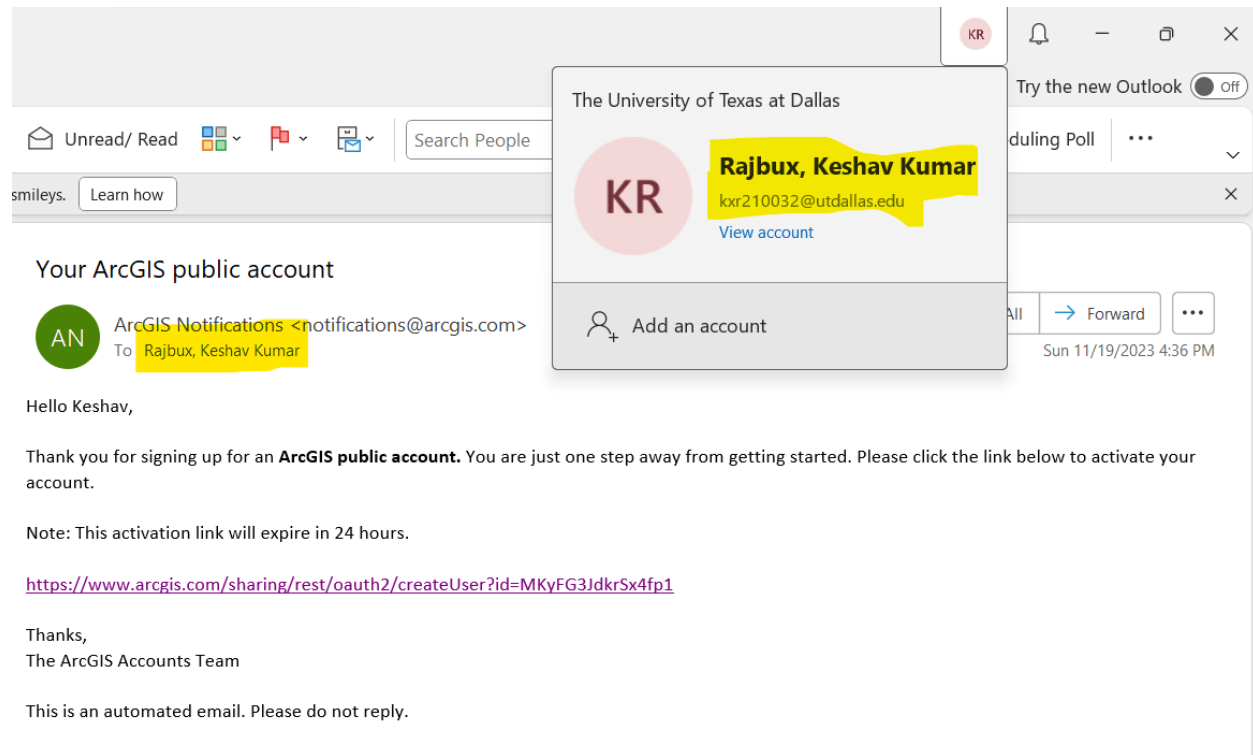 KR
Try the new Outlook Off
The University of Texas at Dallas
Unread/ Read
Search People
duling Poll
smileys. Learn how
KR
Rajbux, Keshav Kumar
kxr210032@utdallas.edu
View account
Add an account
Your ArcGIS public account
AN
ArcGIS Notifications <notifications@arcgis.com>
To Rajbux, Keshav Kumar
All
Forward
Sun 11/19/2023 4:36 PM
Hello Keshav,
Thank you for signing up for an ArcGIS public account. You are just one step away from getting started. Please click the link below to activate your
account.
Note: This activation link will expire in 24 hours.
https://www.arcgis.com/sharing/rest/oauth2/createUser?id=MKyFG3JdkrSx4fp1
Thanks,
The ArcGIS Accounts Team
This is an automated email. Please do not reply.